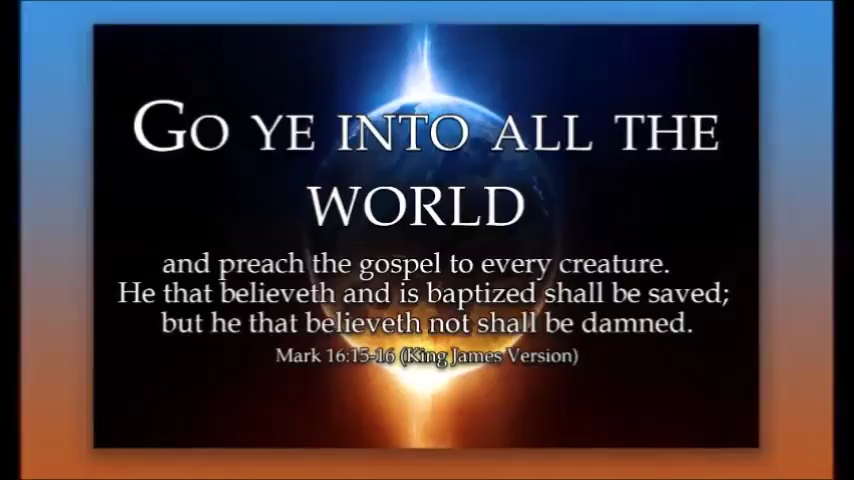 Go ye into all the
world
and preach the gospel to every creature.
He that believeth and is baptized shall be saved;
but he that believeth not shall be damned.
Mark 16:15-16 (King James Version)